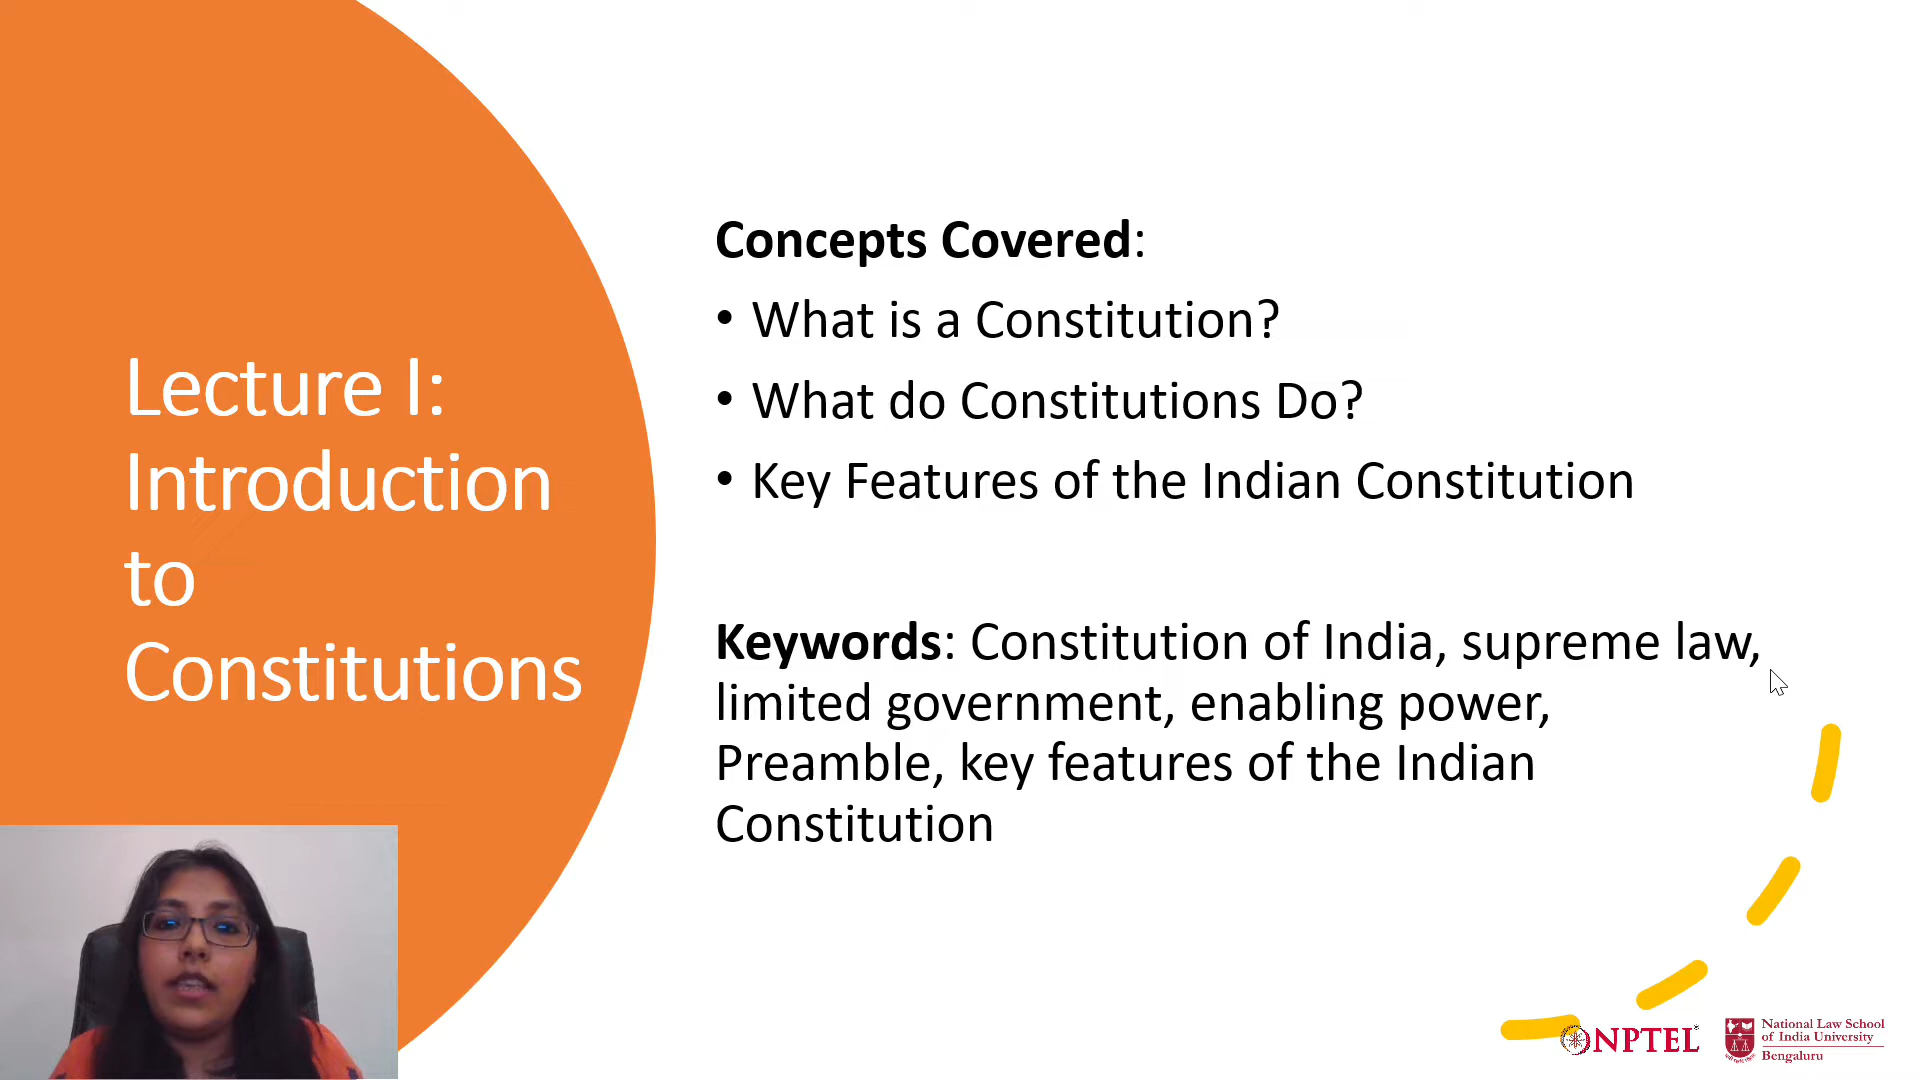 Lecture I:
Introduction
to
Constitutions
Concepts Covered:
• What is a Constitution?
• What do Constitutions Do?
• Key Features of the Indian Constitution
Keywords: Constitution of India, supreme law,
limited government, enabling power,
Preamble, key features of the Indian
Constitution
NPTEL
National Law School
of India University
Bengaluru